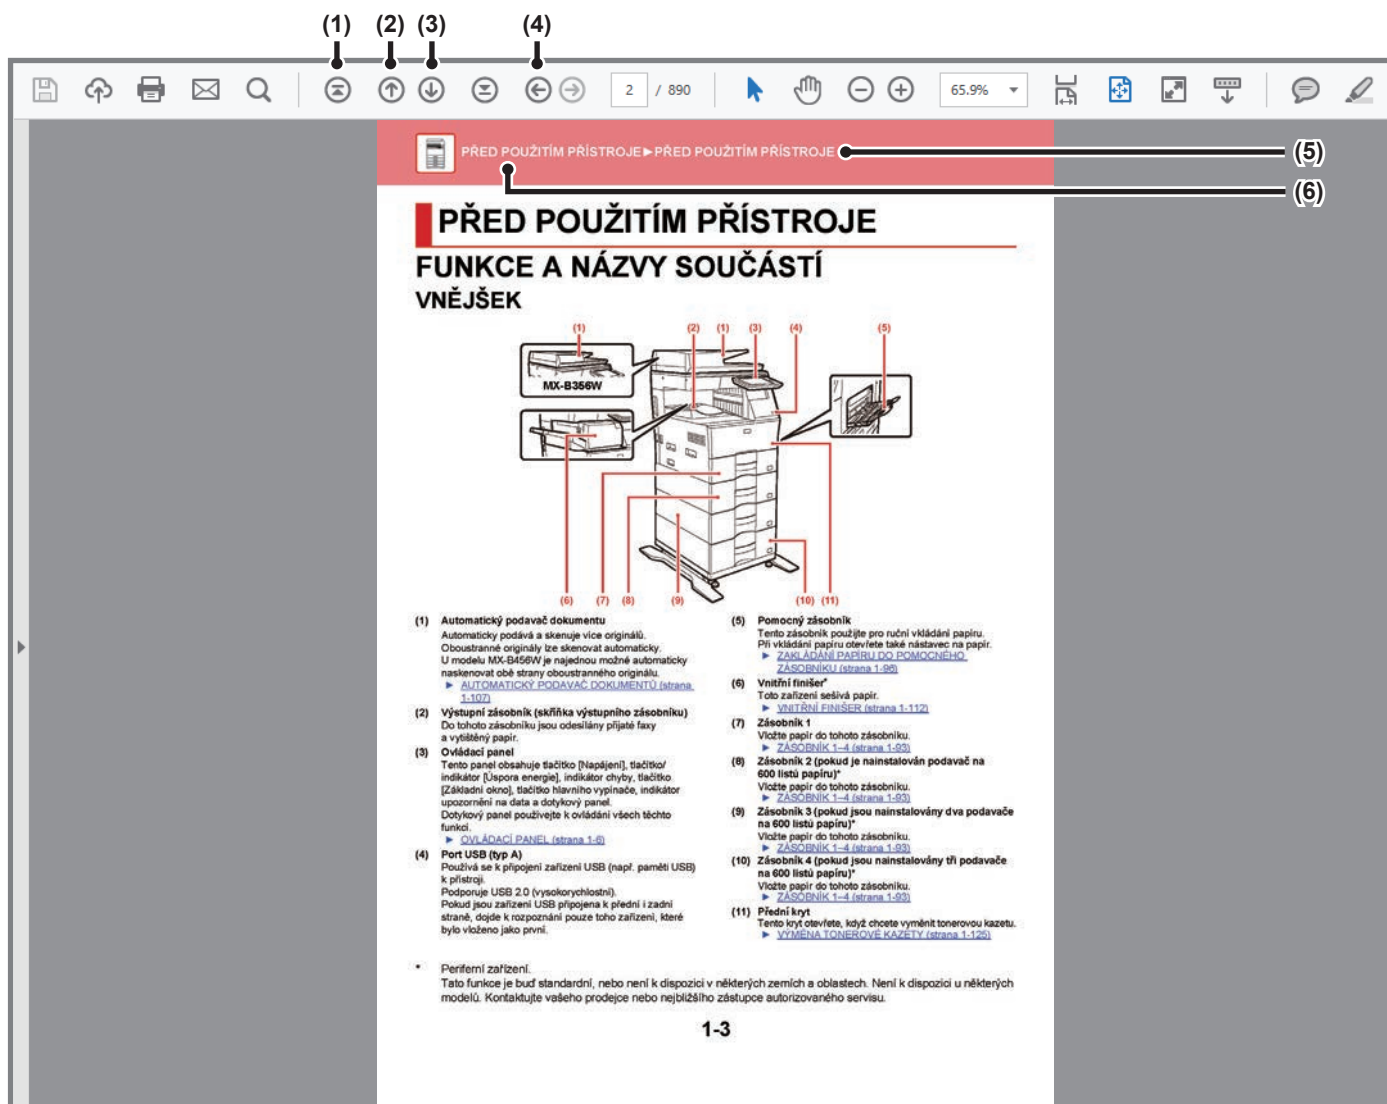 (1) (2) (3) (4)
2 / 890 65.9%
PŘED POUŽITÍM PŘÍSTROJE►PŘED POUŽITÍM PŘÍSTROJE
(5)
(6)
PŘED POUŽITÍM PŘÍSTROJE
FUNKCE A NÁZVY SOUČÁSTÍ
VNĚJŠEK
(1) (2) (1) (3) (4) (5)
MX-B356W
(6) (7) (8) (9) (10) (11)
(1) Automatický podavač dokumentu
Automaticky podává a skenuje více originálů.
Oboustranné originály lze skenovat automaticky.
U modelu MX-B456W je najednou možné automaticky
naskenovat obě strany oboustranného originálu.
► AUTOMATICKÝ PODAVAČ DOKUMENTŮ (strana
1-107)
(2) Výstupní zásobník (skříňka výstupního zásobníku)
Do tohoto zásobníku jsou odesílány přijaté faxy
a vytištěný papír.
(3) Ovládací panel
Tento panel obsahuje tlačítko [Napájení], tlačítko/
indikátor [Úspora energie], indikátor chyby, tlačítko
[Základní okno], tlačítko hlavního vypínače, indikátor
upozornění na data a dotykový panel.
Dotykový panel používejte k ovládání všech těchto
funkcí.
► OVLÁDACÍ PANEL (strana 1-6)
(4) Port USB (typ A)
Používá se k připojení zařízení USB (např. paměti USB)
k přístroji.
Podporuje USB 2.0 (vysokorychlostní).
Pokud jsou zařízení USB připojena k přední i zadní
straně, dojde k rozpoznání pouze toho zařízení, které
bylo vloženo jako první.
(5) Pomocný zásobník
Tento zásobník použijte pro ruční vkládání papíru.
Při vkládání papíru otevřete také nástavec na papír.
► ZAKLÁDÁNÍ PAPÍRU DO POMOCNÉHO
ZÁSOBNÍKU (strana 1-96)
(6) Vnitřní finišer*
Toto zařízení sešívá papír.
► VNITŘNÍ FINIŠER (strana 1-112)
(7) Zásobník 1
Vložte papír do tohoto zásobníku.
► ZÁSOBNÍK 1–4 (strana 1-93)
(8) Zásobník 2 (pokud je nainstalován podavač na
600 listů papíru)*
Vložte papír do tohoto zásobníku.
► ZÁSOBNÍK 1–4 (strana 1-93)
(9) Zásobník 3 (pokud jsou nainstalovány dva podavače
na 600 listů papíru)*
Vložte papír do tohoto zásobníku.
► ZÁSOBNÍK 1–4 (strana 1-93)
(10) Zásobník 4 (pokud jsou nainstalovány tři podavače
na 600 listů papíru)*
Vložte papír do tohoto zásobníku.
► ZÁSOBNÍK 1–4 (strana 1-93)
(11) Přední kryt
Tento kryt otevřete, když chcete vyměnit tonerovou kazetu.
► VÝMĚNA TONEROVÉ KAZETY (strana 1-125)
* Periferní zařízení.
Tato funkce je buď standardní, nebo není k dispozici v některých zemích a oblastech. Není k dispozici u některých
modelů. Kontaktujte vašeho prodejce nebo nejbližšího zástupce autorizovaného servisu.
1-3